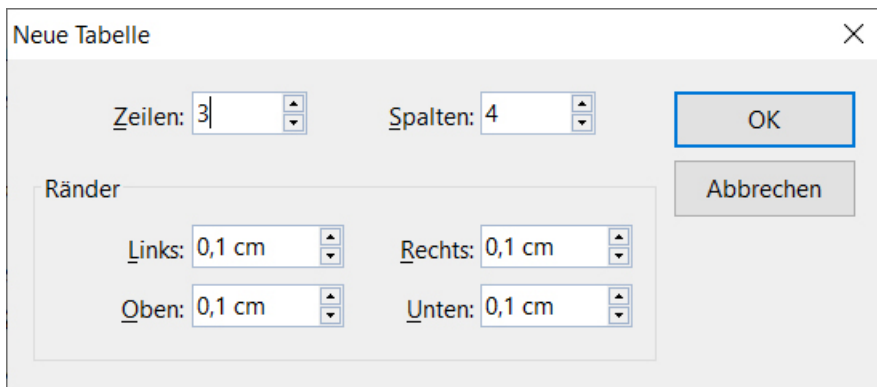 Neue Tabelle
Zeilen: 3 Spalten: 4 OK
Abbrechen
Ränder
Links: 0,1 cm Rechts: 0,1 cm
Oben: 0,1 cm Unten: 0,1 cm